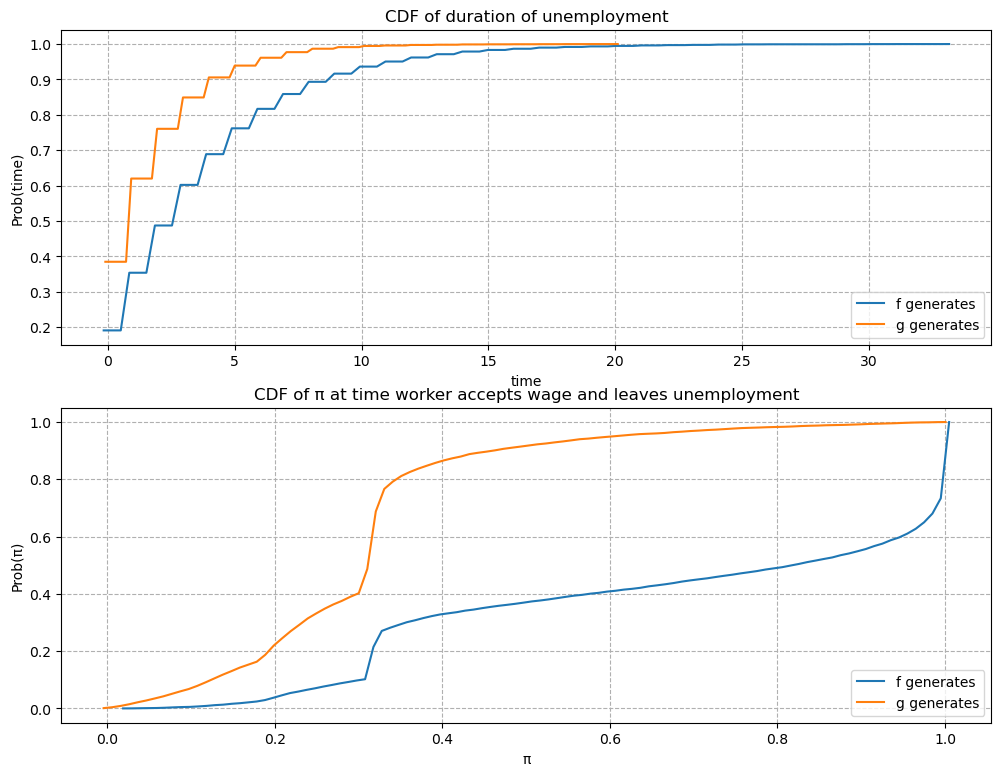 CDF of duration of unemployment
1.0
0.9
0.8
0.7
0.6
0.5
0.4
0.3
0.2
Prob(time)
f generates
g generates
0 5 10 15 20 25 30
time
CDF of π at time worker accepts wage and leaves unemployment
1.0
0.8
0.6
0.4
0.2
0.0
Prob(π)
f generates
g generates
0.0 0.2 0.4 0.6 0.8 1.0
π